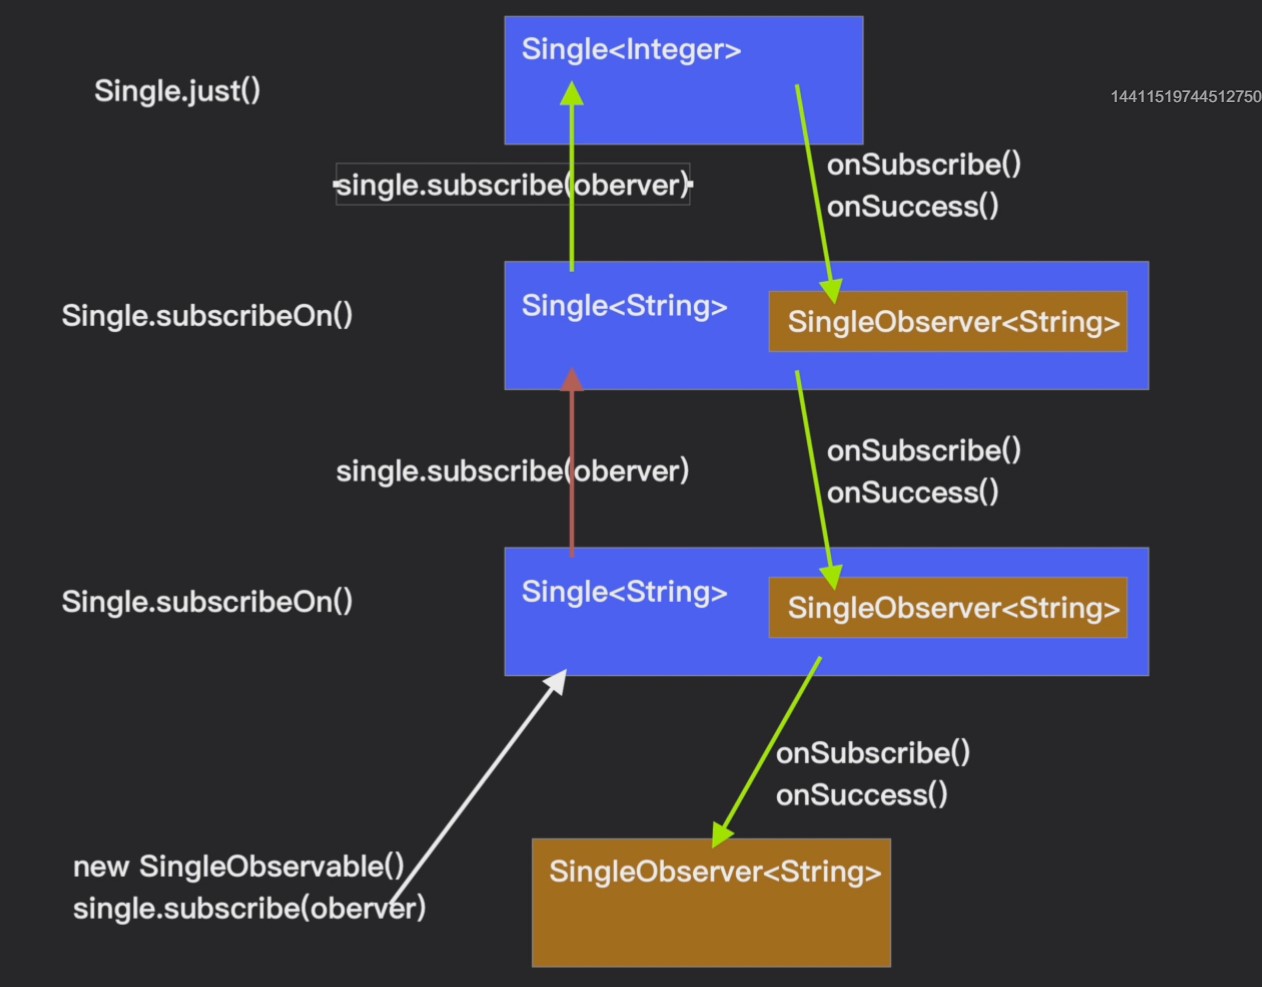 Single<Integer>
Single.just()
14411519744512750
onSubscribe()
single.subscribe(oberver)
onSuccess()
Single<String>
Single.subscribeOn()
SingleObserver<String>
onSubscribe()
single.subscribe(oberver)
onSuccess()
Single<String>
Single.subscribeOn()
SingleObserver<String>
onSubscribe()
onSuccess()
new SingleObservable()
single.subscribe(oberver)
SingleObserver<String>